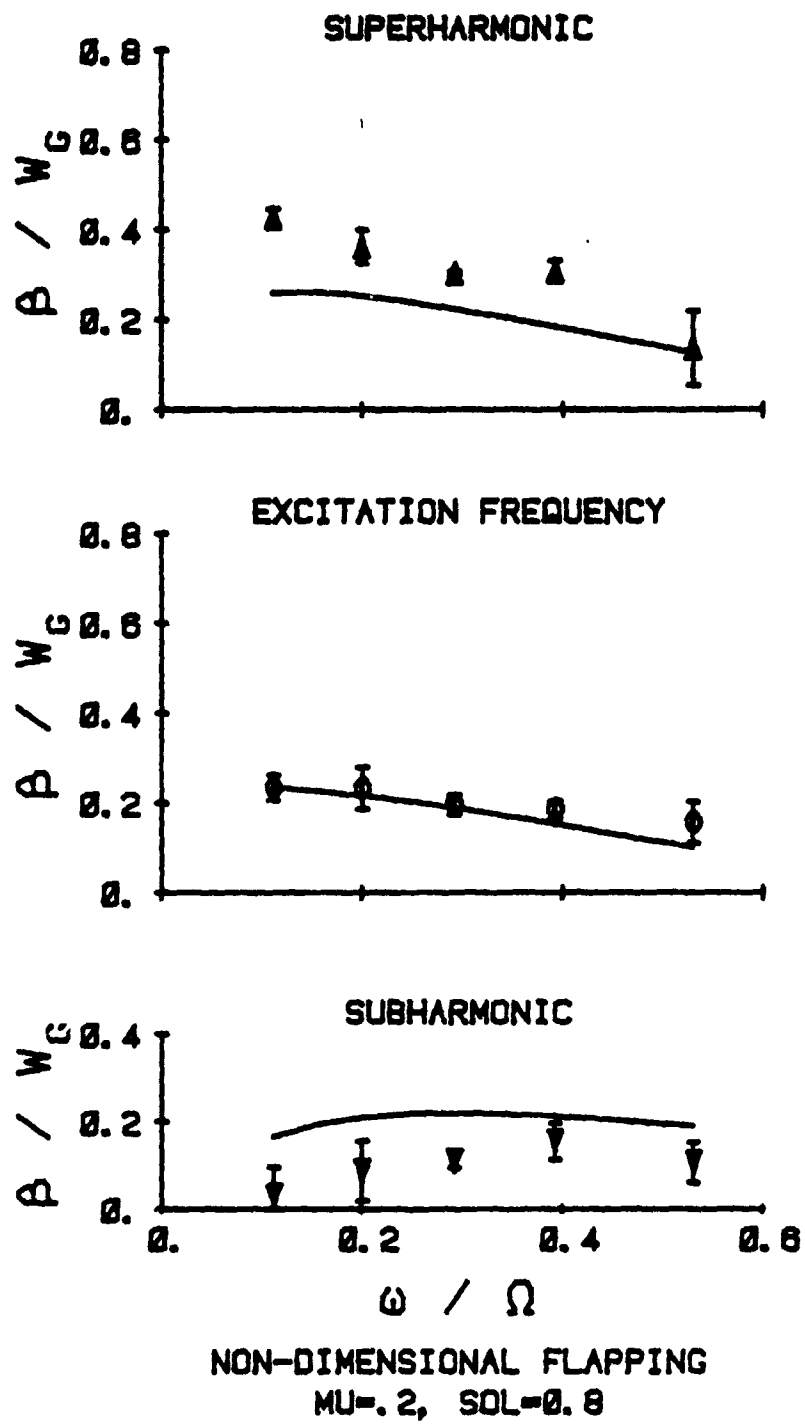 SUPERHARMONIC
0.8
0.6
0.4
0.2
0.
β / W_G
EXCITATION FREQUENCY
0.8
0.6
0.4
0.2
0.
β / W_G
SUBHARMONIC
0.4
0.2
0.
β / W_G
0. 0.2 0.4 0.6
ω / Ω
NON-DIMENSIONAL FLAPPING
MU=.2, SOL=0.8